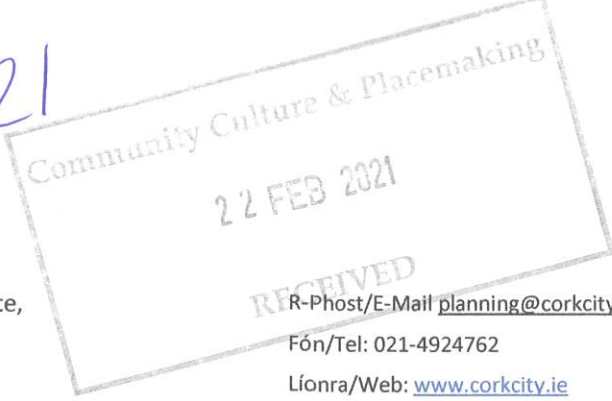 21
Community Culture & Placemaking
22 FEB 2021
RECEIVED
te,
R-Phost/E-Mail planning@corkcity
Fón/Tel: 021-4924762
Líonra/Web: www.corkcity.ie